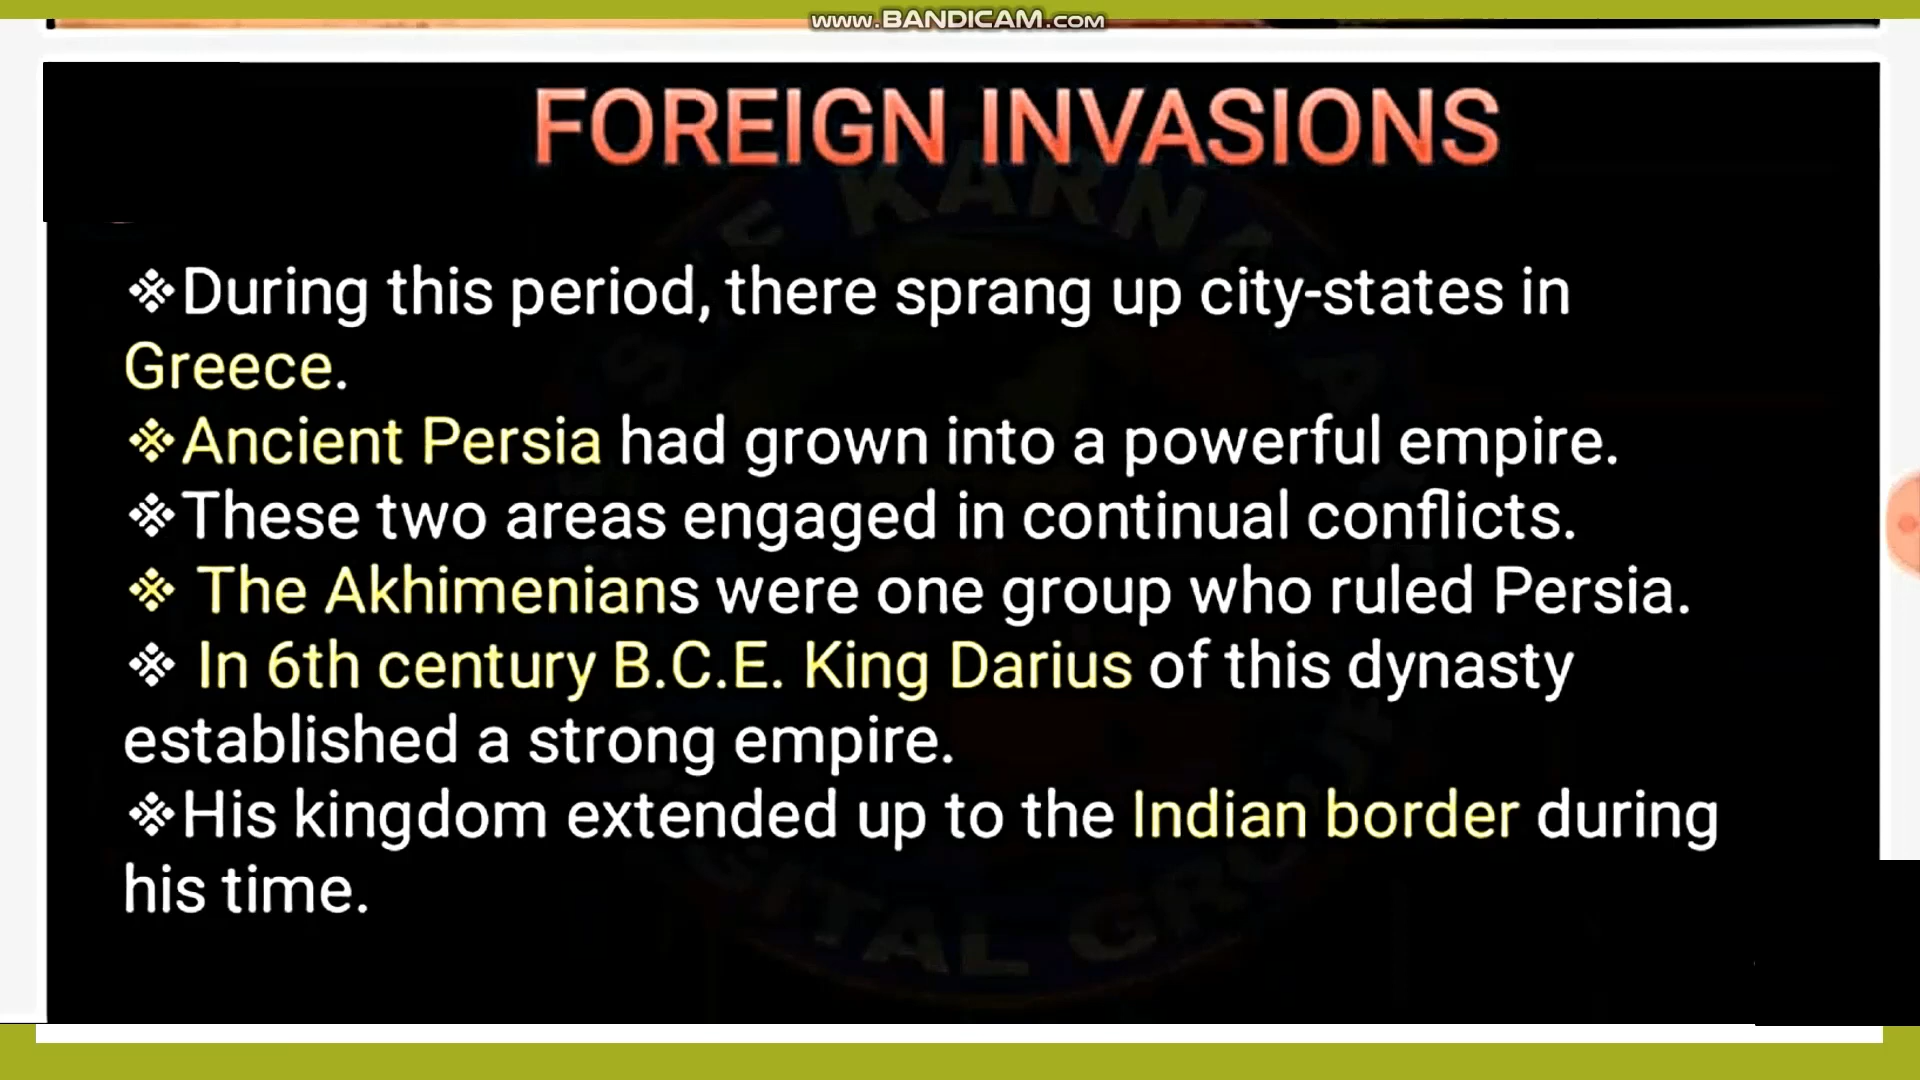 www.BANDICAM.COM
FOREIGN INVASIONS
❖During this period, there sprang up city-states in
Greece.
❖Ancient Persia had grown into a powerful empire.
❖These two areas engaged in continual conflicts.
❖ The Akhimenians were one group who ruled Persia.
❖ In 6th century B.C.E. King Darius of this dynasty
established a strong empire.
❖His kingdom extended up to the Indian border during
his time.